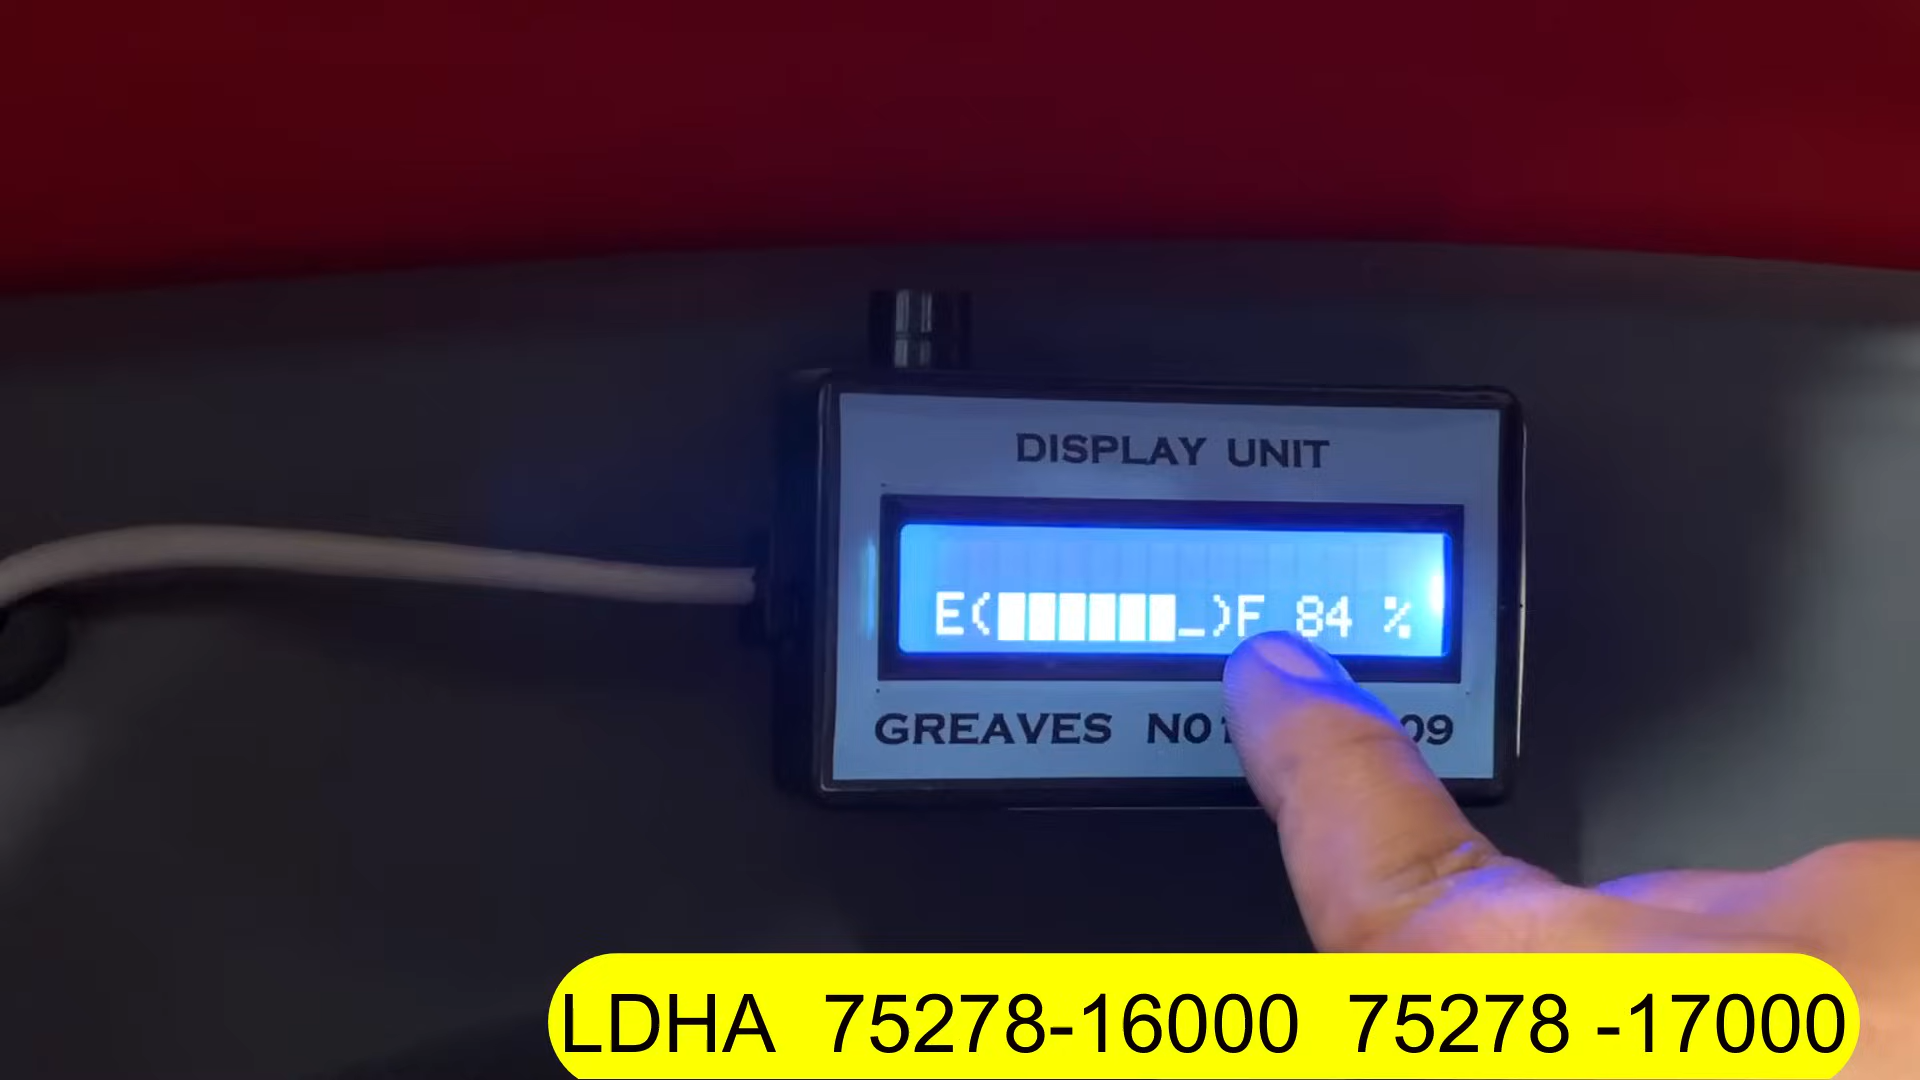 DISPLAY UNIT
E(██████_)F 84 %
GREAVES
LDHA 75278-16000 75278 -17000